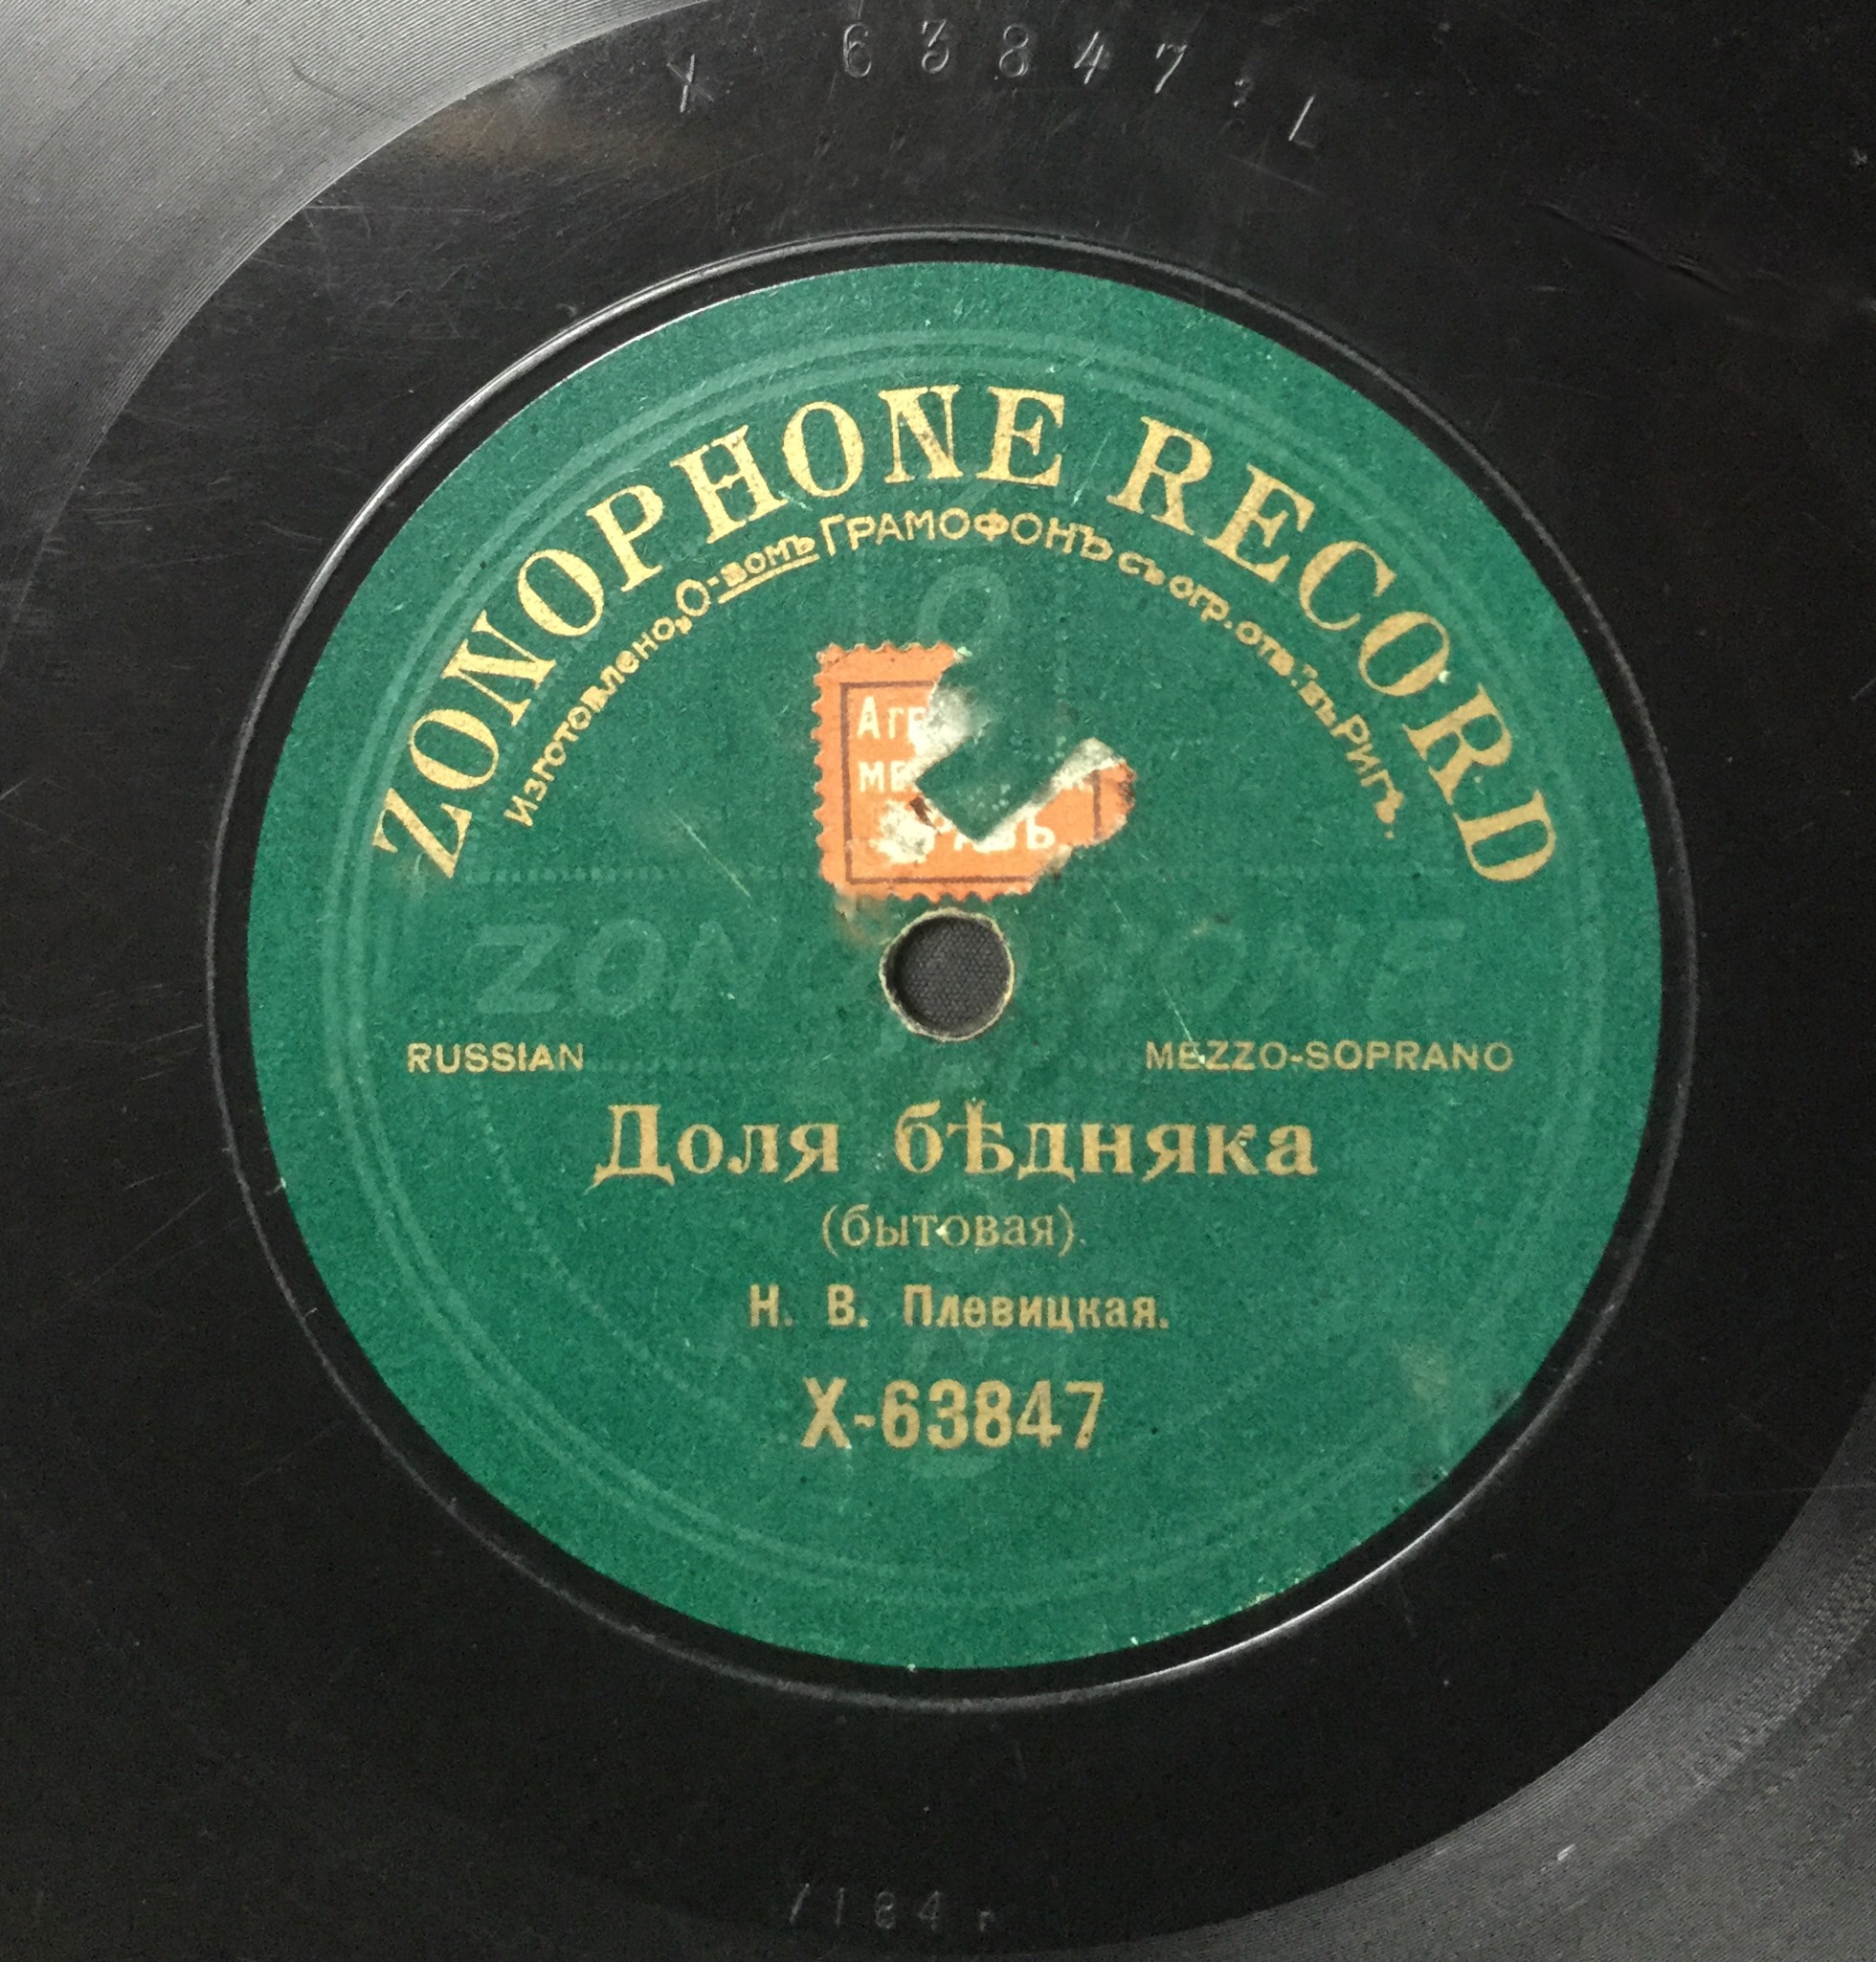 X 63847
ZONOPHONE RECORD
Изготовлено О-вомъ ГРАМОФОНЪ съ огр. отв. въ Ригѣ.
ZONOPHONE
RUSSIAN
MEZZO-SOPRANO
Доля бѣдняка
(бытовая).
Н. В. Плевицкая.
X-63847